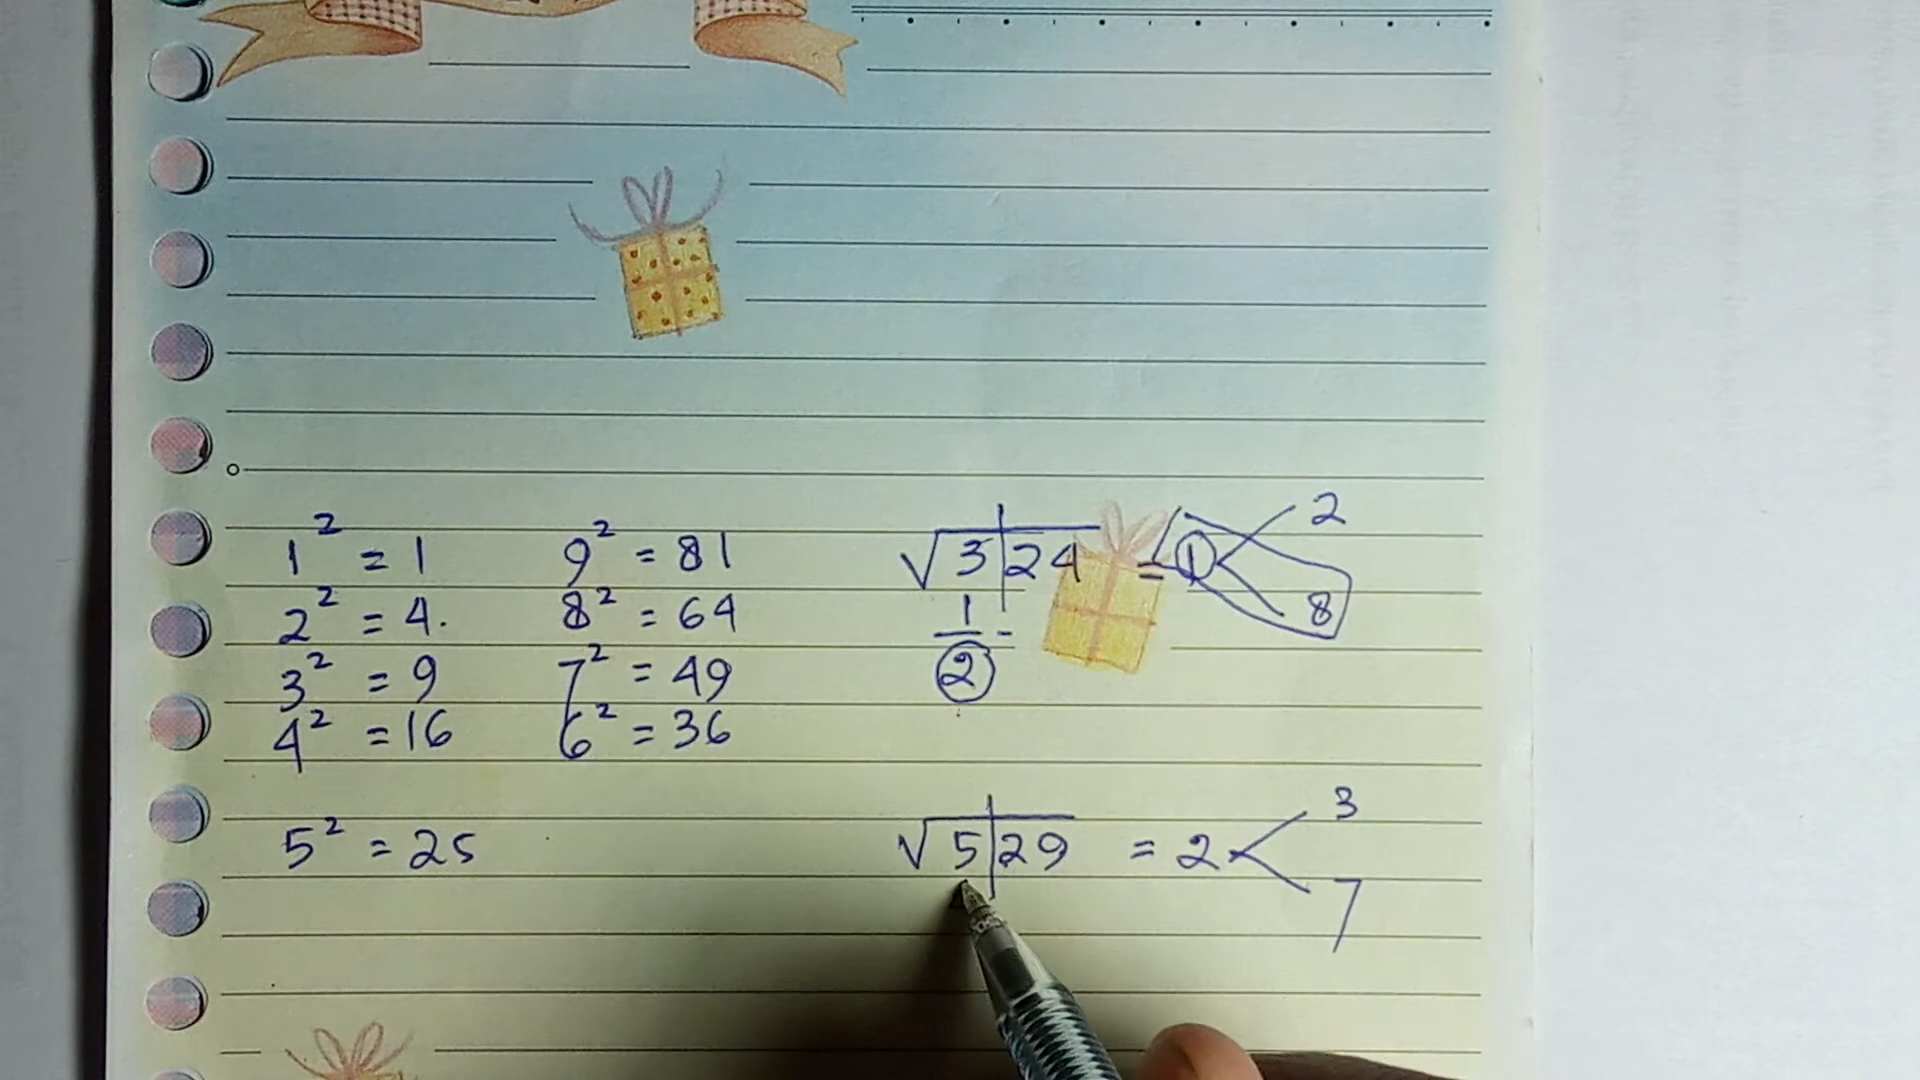 1² = 1
2² = 4.
3² = 9
4² = 16
5² = 25
9² = 81
8² = 64
7² = 49
6² = 36
√3|24 = 1 < 2
8
1
2
√5|29 = 2 < 3
7